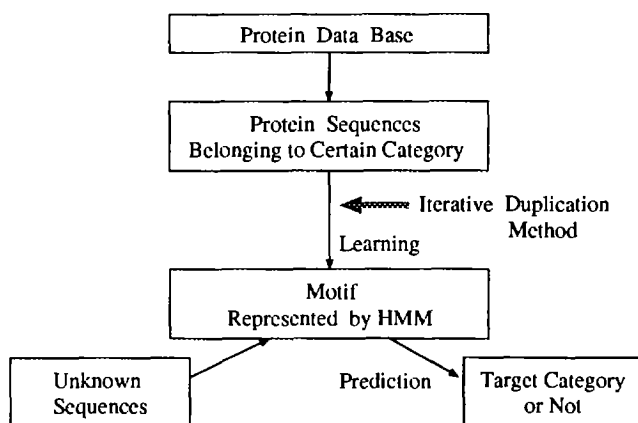 Protein Data Base
Protein Sequences
Belonging to Certain Category
Iterative Duplication
Method
Learning
Motif
Represented by HMM
Unknown
Sequences
Prediction
Target Category
or Not